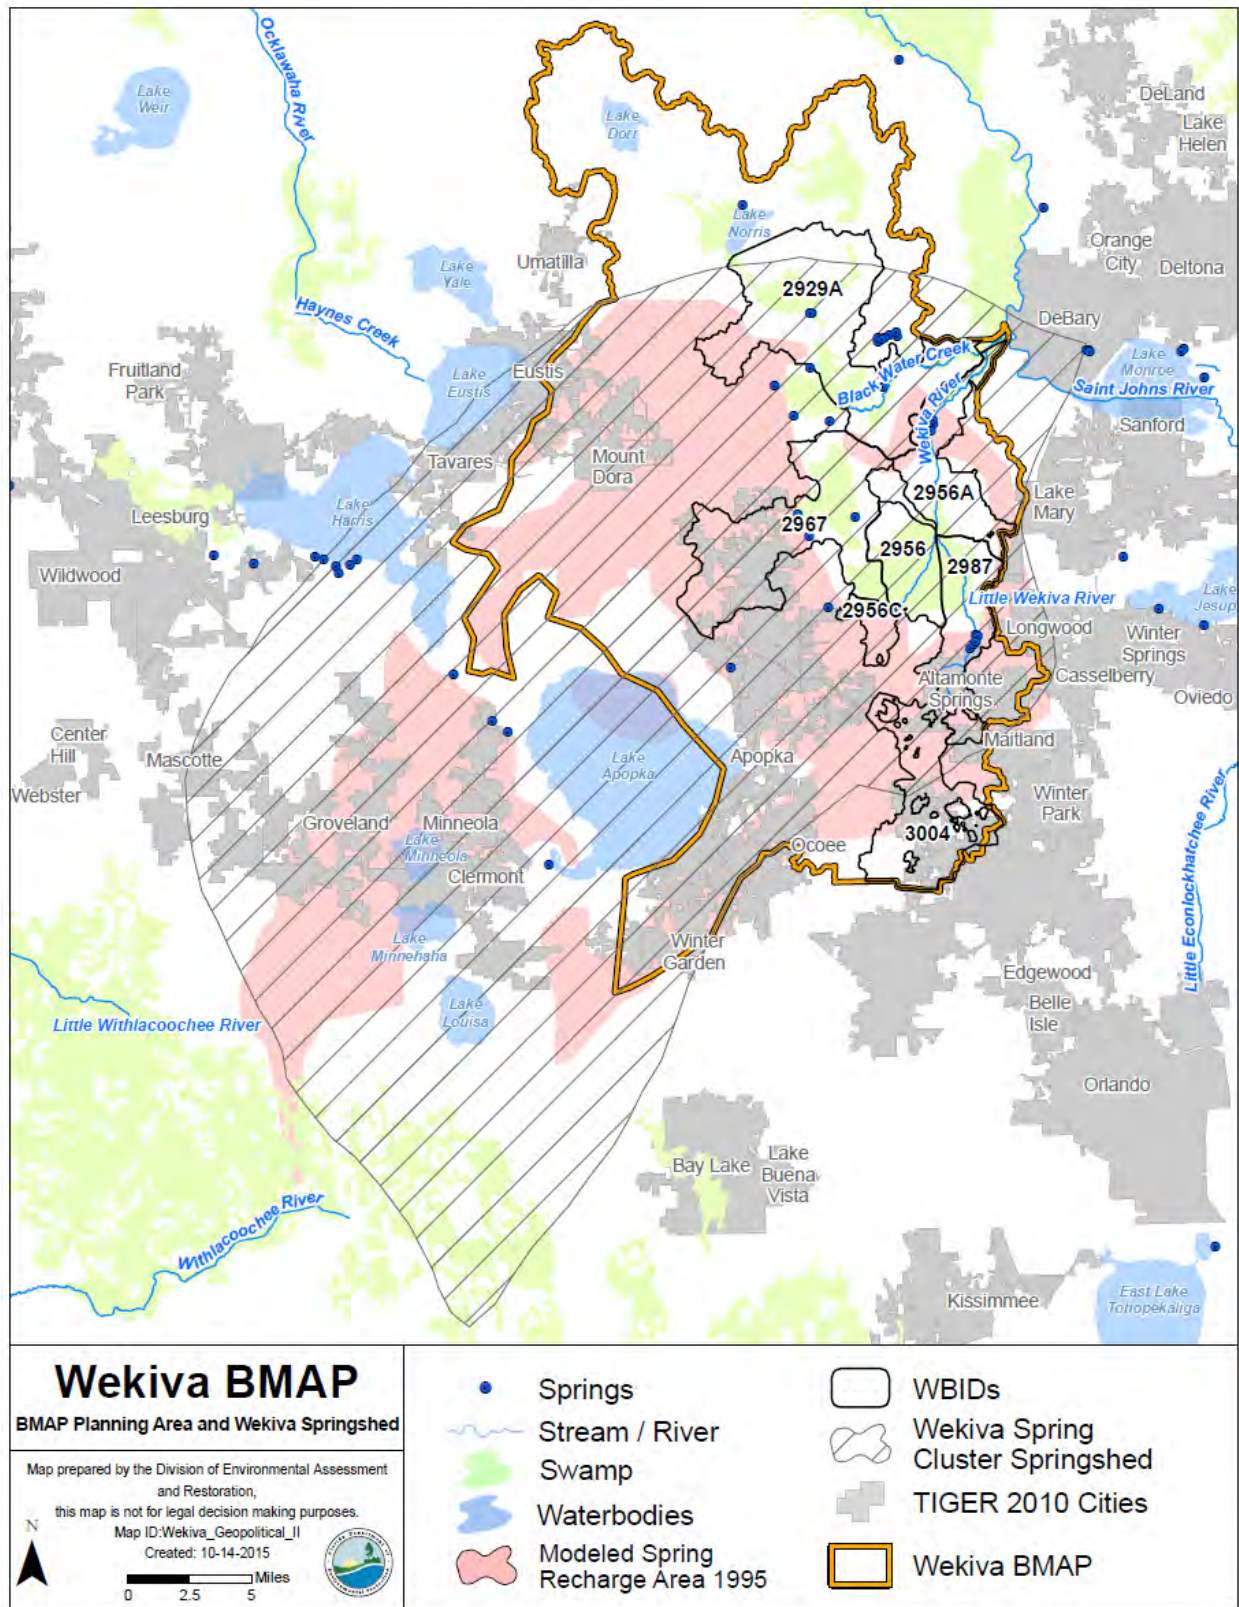 Ocklawaha River
Lake
Weir
DeLand
Lake
Helen
Lake
Dorr
Lake
Norris
Orange
City
Deltona
Umatilla
Lake
Yale
2929A
Haynes Creek
DeBary
Fruitland
Park
Eustis
Lake
Eustis
Black Water Creek
Lake
Monroe
Saint Johns River
Wekiva River
Sanford
Tavares
Mount
Dora
2956A
Lake
Mary
Leesburg
Lake
Harris
2967
2956
2987
Wildwood
Little Wekiva River
Lake
Jesup
2956C
Longwood
Winter
Springs
Altamonte
Springs
Casselberry
Oviedo
Center
Hill
Mascotte
Lake
Apopka
Apopka
Maitland
Webster
Winter
Park
Groveland
Minneola
Lake
Minneola
Ocoee
3004
Clermont
Little Econlockhatchee River
Lake
Minnehaha
Winter
Garden
Edgewood
Lake
Louisa
Belle
Isle
Little Withlacoochee River
Orlando
Bay Lake
Lake
Buena
Vista
Withlacoochee River
Kissimmee
East Lake
Tohopekaliga
Wekiva BMAP
BMAP Planning Area and Wekiva Springshed
Map prepared by the Division of Environmental Assessment
and Restoration,
this map is not for legal decision making purposes.
Map ID:Wekiva_Geopolitical_II
Created: 10-14-2015
N
Miles
0 2.5 5
Springs
Stream / River
Swamp
Waterbodies
Modeled Spring
Recharge Area 1995
WBIDs
Wekiva Spring
Cluster Springshed
TIGER 2010 Cities
Wekiva BMAP